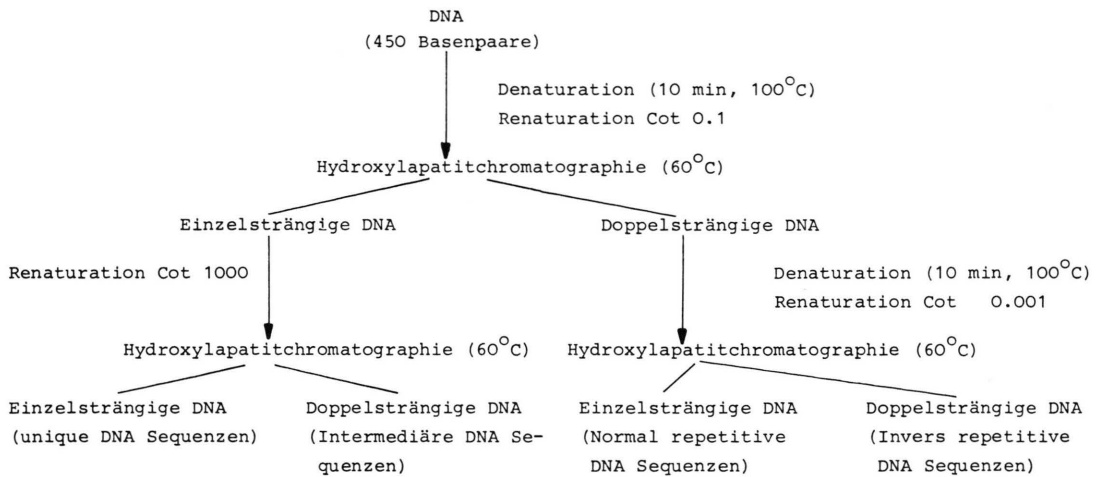 DNA
(450 Basenpaare)
Denaturation (10 min, 100°C)
Renaturation Cot 0.1
Hydroxylapatitchromatographie (60°C)
Einzelsträngige DNA
Doppelsträngige DNA
Renaturation Cot 1000
Denaturation (10 min, 100°C)
Renaturation Cot 0.001
Hydroxylapatitchromatographie (60°C)
Hydroxylapatitchromatographie (60°C)
Einzelsträngige DNA
(unique DNA Sequenzen)
Doppelsträngige DNA
(Intermediäre DNA Se-
quenzen)
Einzelsträngige DNA
(Normal repetitive
DNA Sequenzen)
Doppelsträngige DNA
(Invers repetitive
DNA Sequenzen)